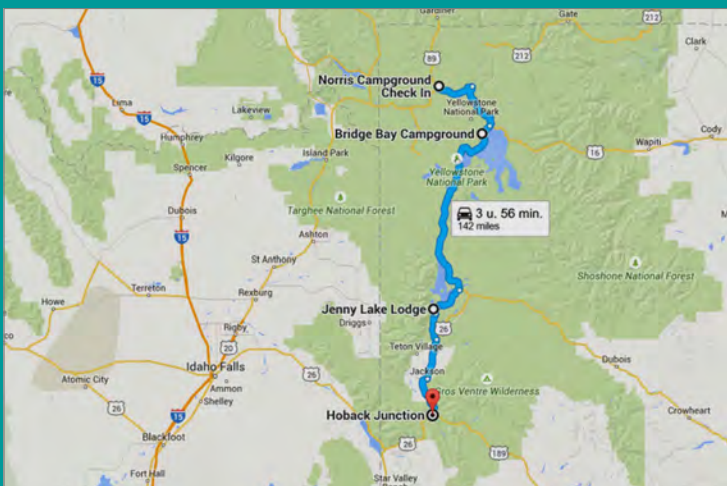 Gardiner
Gate
212
212
Clark
89
15
Norris Campground
Check In
Lima
Lakeview
15
Yellowstone
National Park
Humphrey
Bridge Bay Campground
Cody
Island Park
Wapiti
Kilgore
16
Spencer
Yellowstone
National Park
Targhee National Forest
Dubois
3 u. 56 min.
142 miles
15
Ashton
St Anthony
Shoshone National Forest
Terreton
Rexburg
Howe
Jenny Lake Lodge
Driggs
26
Rigby
20
Teton Village
Idaho Falls
Dubois
Jackson
Atomic City
Ammon
Gros Ventre Wilderness
26
Shelley
Crowheart
15
Hoback Junction
26
26
Blackfoot
189
Fort Hall
Star Valley